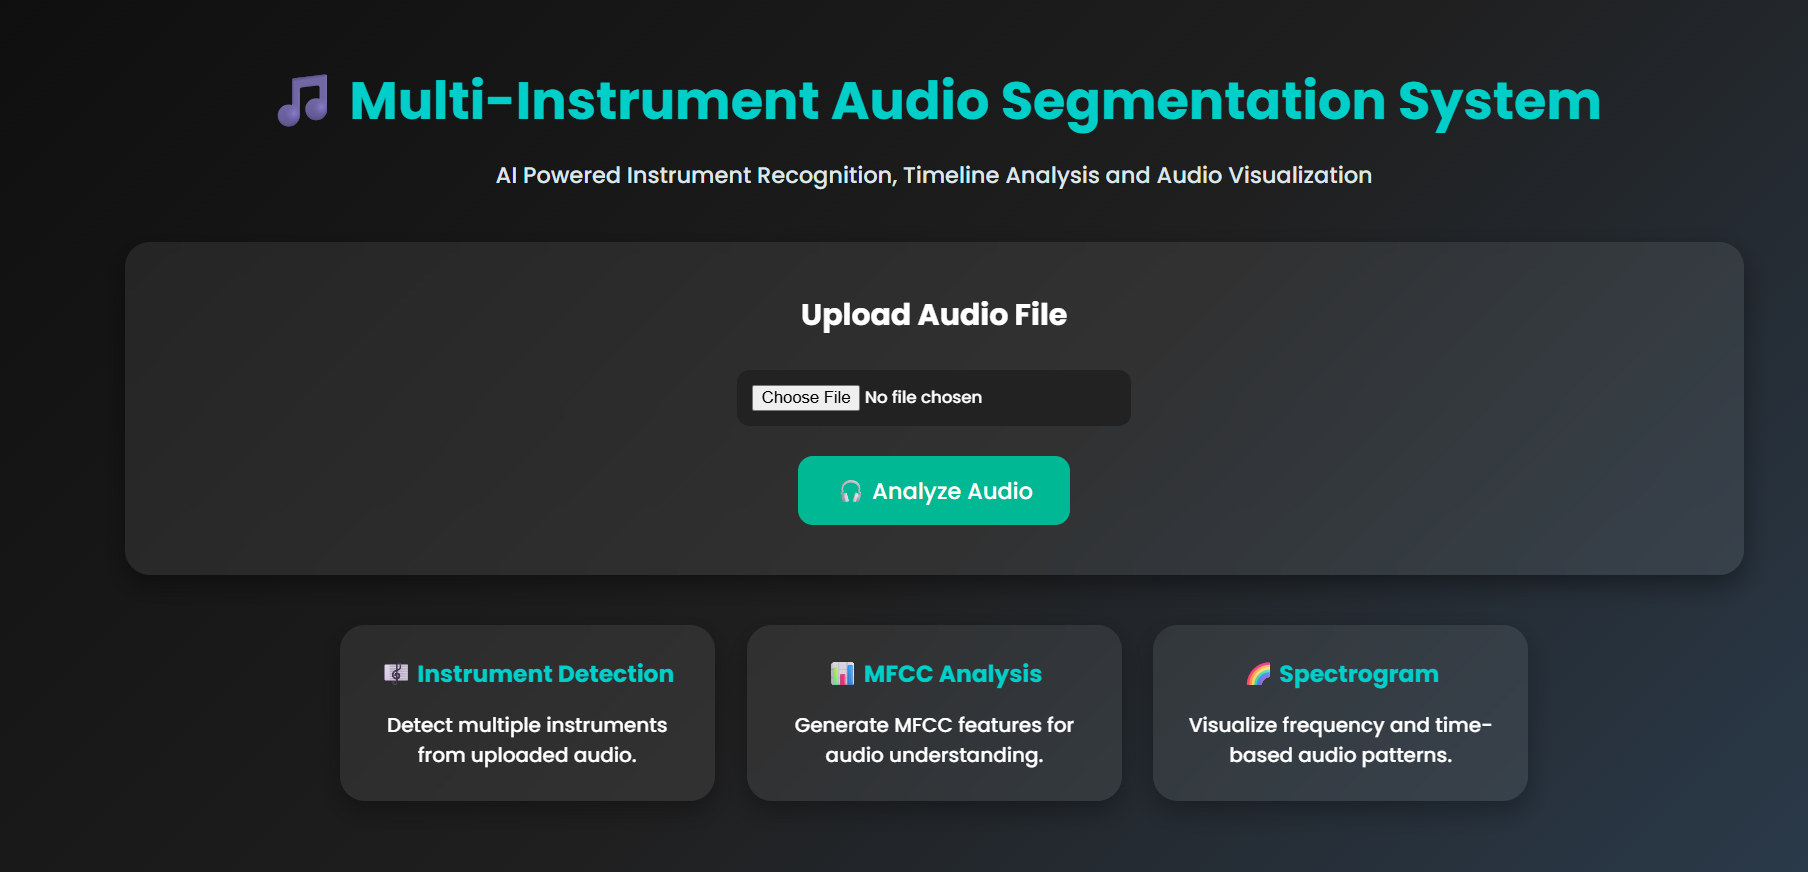 Multi-Instrument Audio Segmentation System
AI Powered Instrument Recognition, Timeline Analysis and Audio Visualization
Upload Audio File
Choose File No file chosen
Analyze Audio
Instrument Detection
Detect multiple instruments
from uploaded audio.
MFCC Analysis
Generate MFCC features for
audio understanding.
Spectrogram
Visualize frequency and time-
based audio patterns.